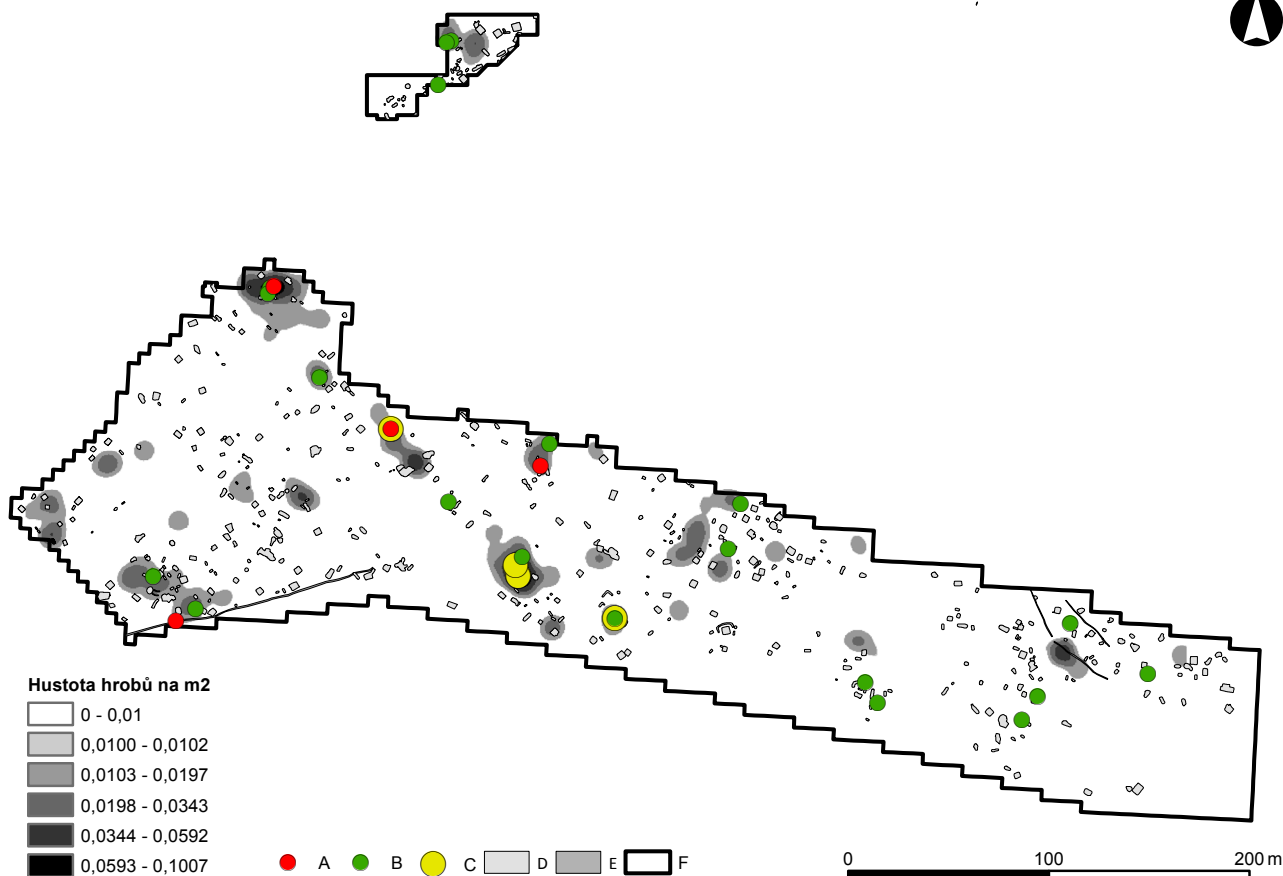 Hustota hrobů na m2
0 - 0,01
0,0100 - 0,0102
0,0103 - 0,0197
0,0198 - 0,0343
0,0344 - 0,0592
0,0593 - 0,1007
A B C D E F
0 100 200 m